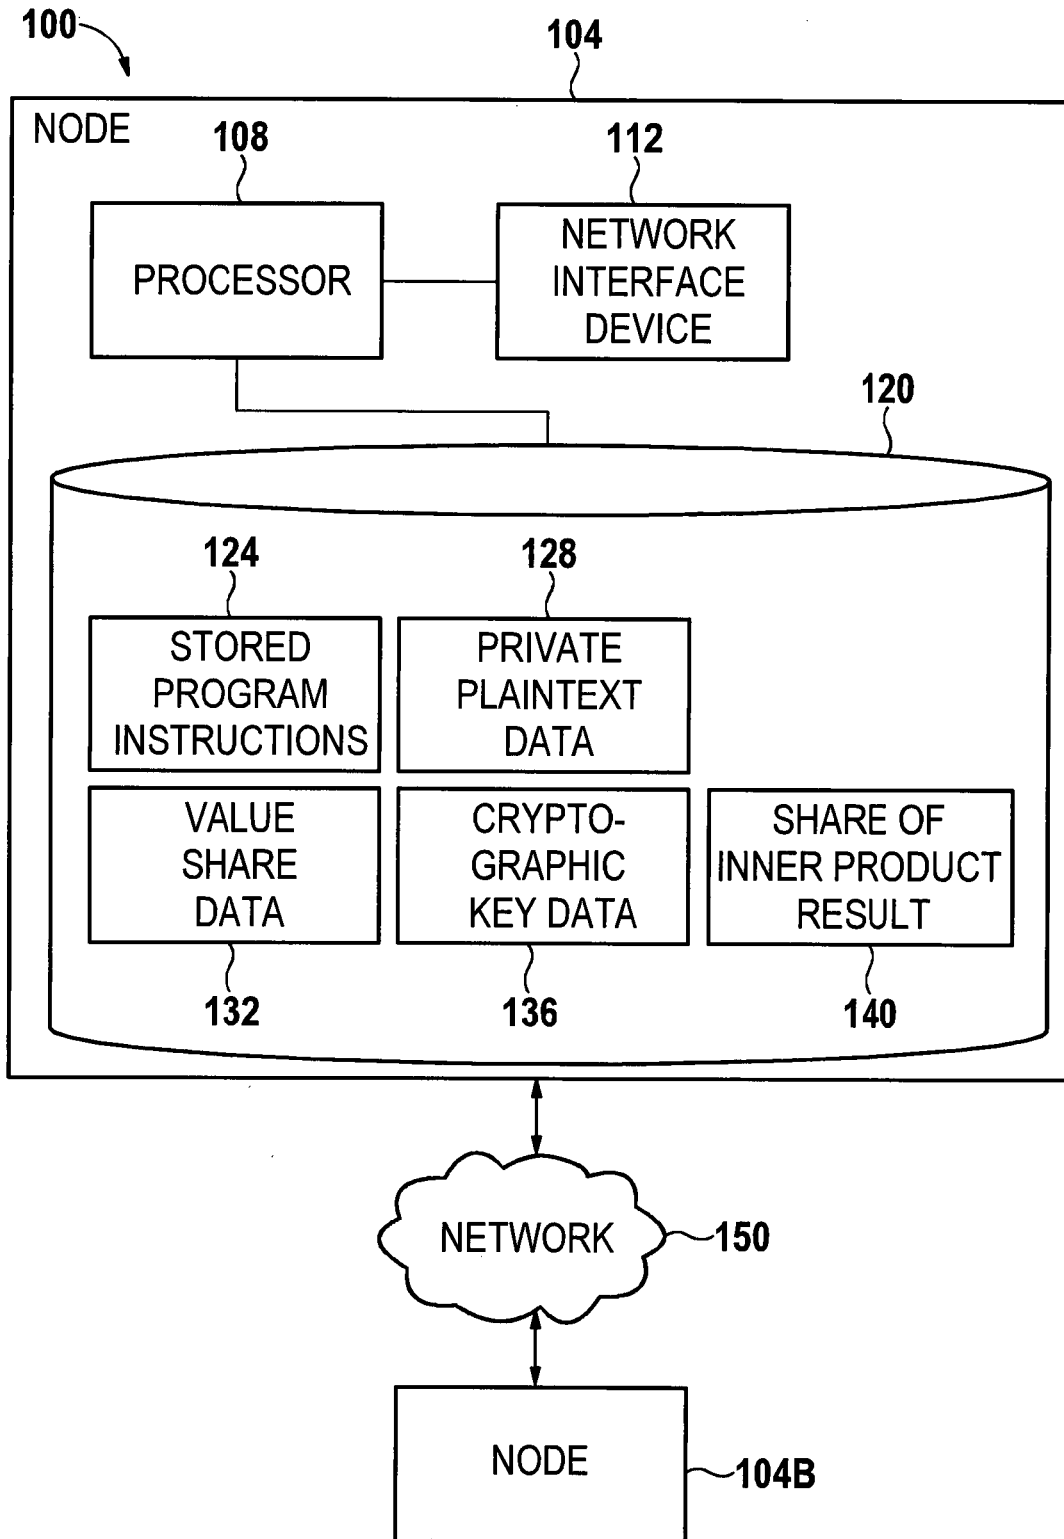 100
104
NODE
108
112
PROCESSOR
NETWORK
INTERFACE
DEVICE
120
124
128
STORED
PROGRAM
INSTRUCTIONS
PRIVATE
PLAINTEXT
DATA
VALUE
SHARE
DATA
CRYPTO-
GRAPHIC
KEY DATA
SHARE OF
INNER PRODUCT
RESULT
132
136
140
NETWORK
150
NODE
104B